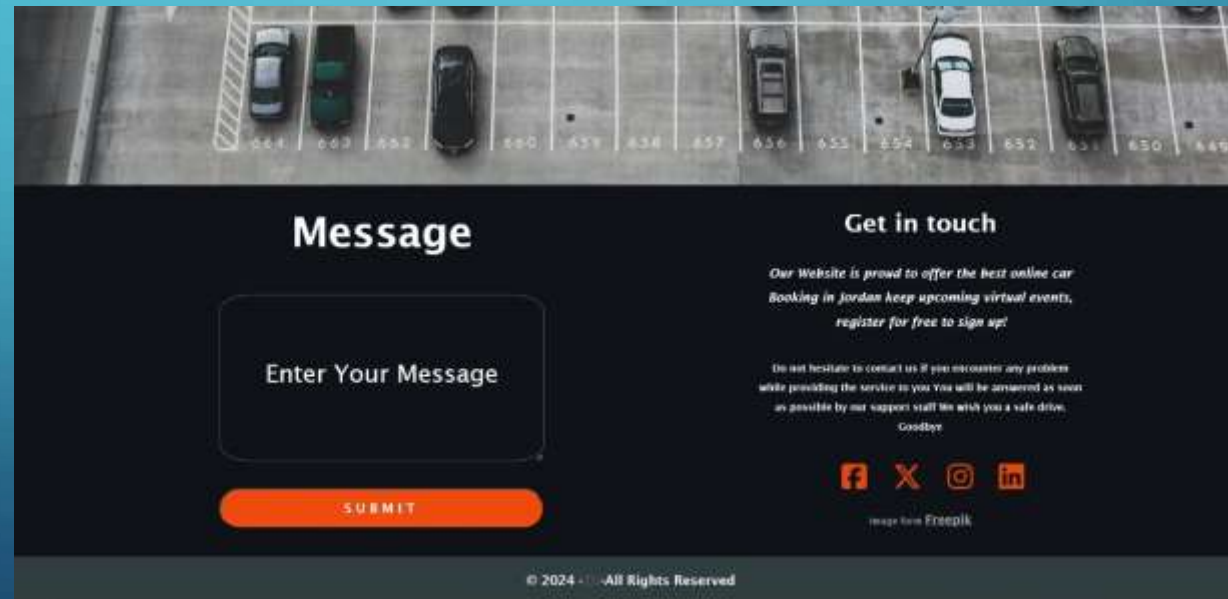 664 663 662 660 659 658 657 656 655 654 653 652 651 650 649
Message
Enter Your Message
SUBMIT
Get in touch
Our Website is proud to offer the best online car
Booking in Jordan keep upcoming virtual events,
register for free to sign up!
Do not hesitate to contact us if you encounter any problem
while providing the service to you You will be answered as soon
as possible by our support staff We wish you a safe drive.
Goodbye
Image form Freepik
© 2024 - -All Rights Reserved